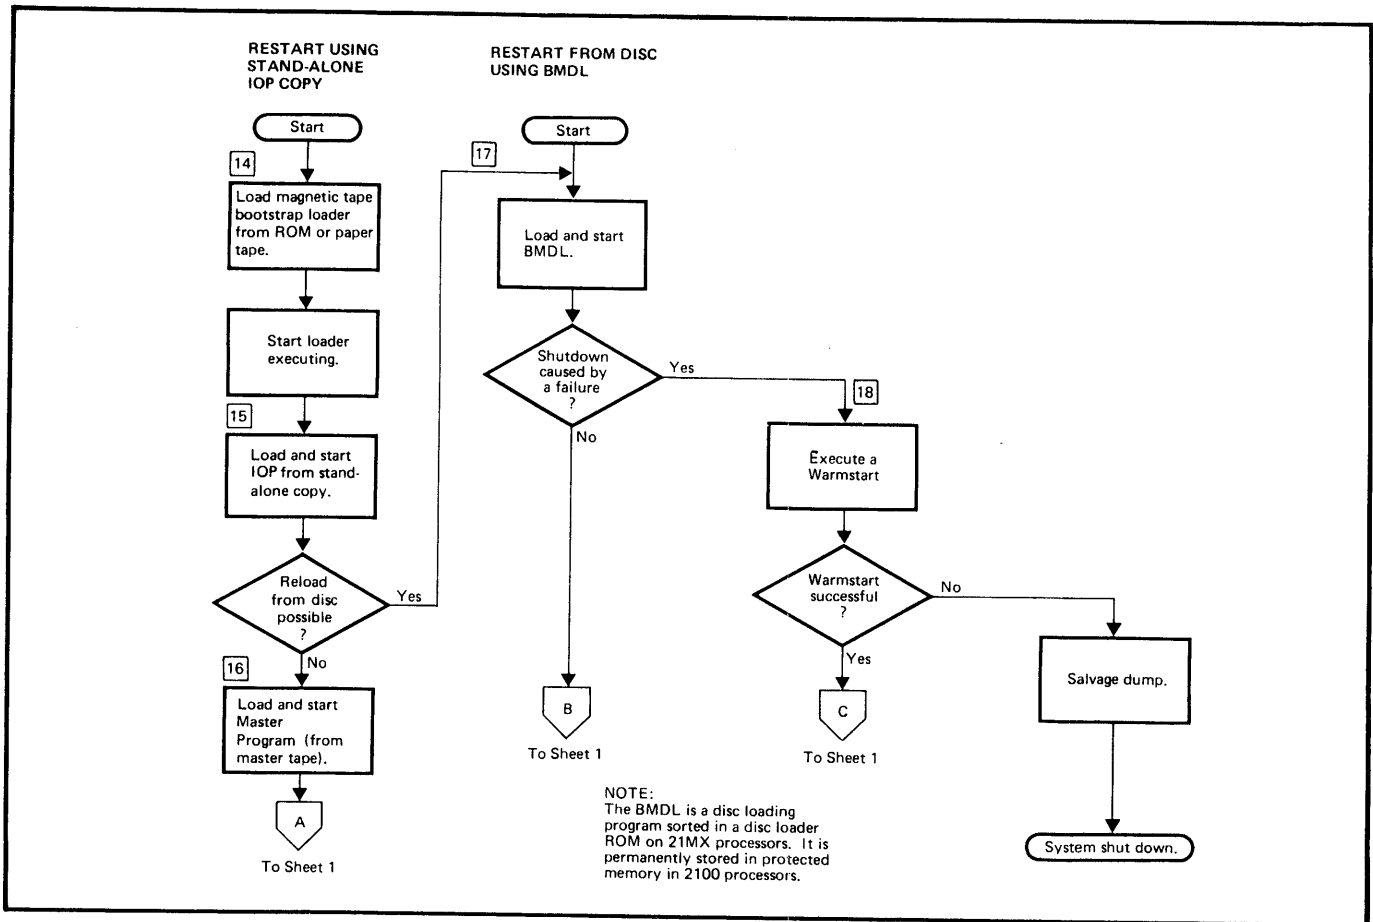 RESTART USING
STAND-ALONE
IOP COPY
Start
14
Load magnetic tape
bootstrap loader
from ROM or paper
tape.
Start loader
executing.
15
Load and start
IOP from stand-
alone copy.
Reload
from disc
possible
?
Yes
No
16
Load and start
Master
Program (from
master tape).
A
To Sheet 1
RESTART FROM DISC
USING BMDL
Start
17
Load and start
BMDL.
Shutdown
caused by
a failure
?
Yes
No
B
To Sheet 1
18
Execute a
Warmstart
Warmstart
successful
?
No
Yes
C
To Sheet 1
Salvage dump.
System shut down.
NOTE:
The BMDL is a disc loading
program sorted in a disc loader
ROM on 21MX processors. It is
permanently stored in protected
memory in 2100 processors.